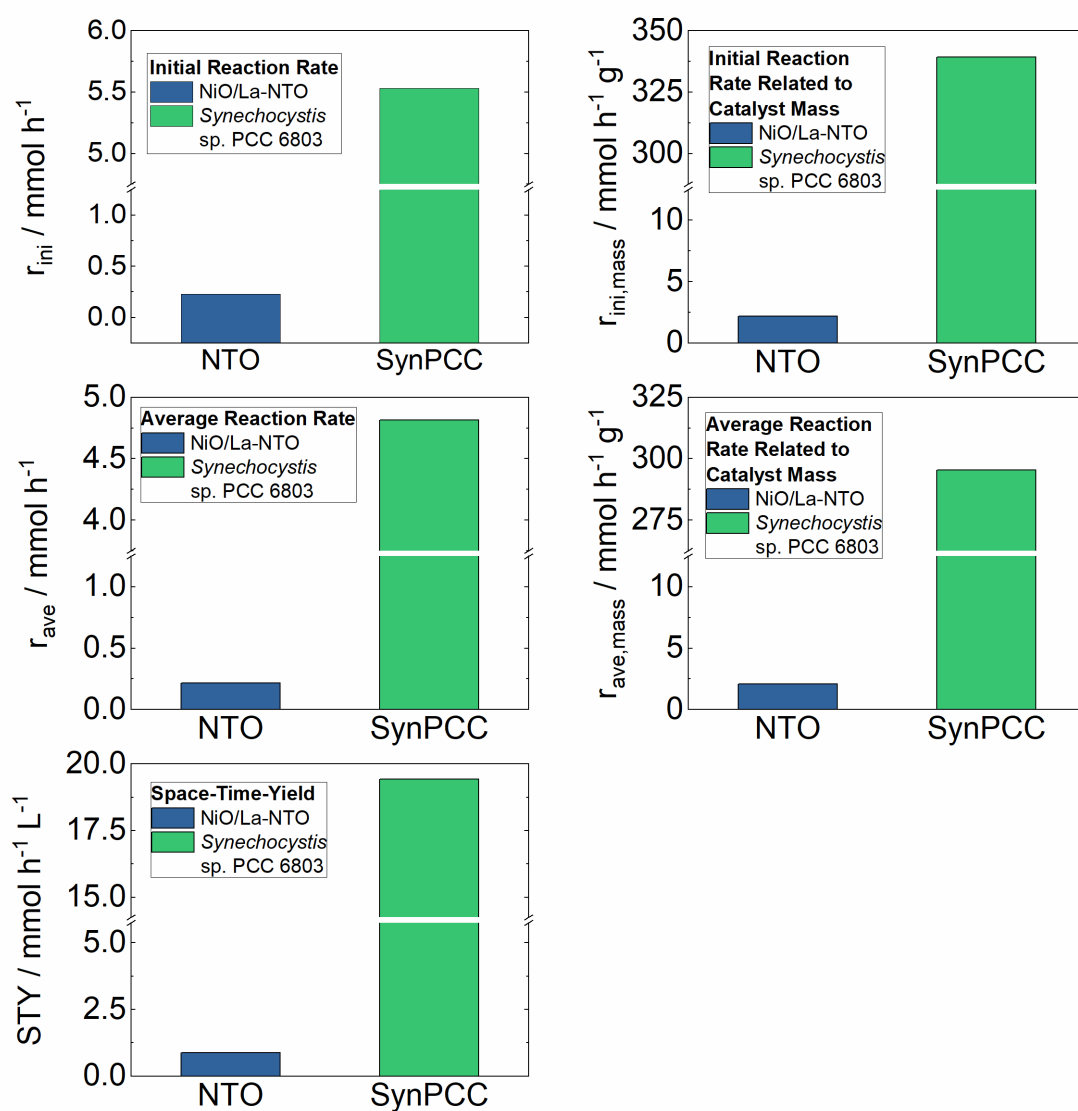 6.0
5.5
5.0
1.0
0.5
0.0
r_ini / mmol h⁻¹
Initial Reaction Rate
NiO/La-NTO
Synechocystis
sp. PCC 6803
NTO
SynPCC
350
325
300
10
5
0
r_ini,mass / mmol h⁻¹ g⁻¹
Initial Reaction
Rate Related to
Catalyst Mass
NiO/La-NTO
Synechocystis
sp. PCC 6803
NTO
SynPCC
5.0
4.5
4.0
1.0
0.5
0.0
r_ave / mmol h⁻¹
Average Reaction Rate
NiO/La-NTO
Synechocystis
sp. PCC 6803
NTO
SynPCC
325
300
275
10
5
0
r_ave,mass / mmol h⁻¹ g⁻¹
Average Reaction
Rate Related to
Catalyst Mass
NiO/La-NTO
Synechocystis
sp. PCC 6803
NTO
SynPCC
20.0
17.5
15.0
5.0
2.5
0.0
STY / mmol h⁻¹ L⁻¹
Space-Time-Yield
NiO/La-NTO
Synechocystis
sp. PCC 6803
NTO
SynPCC